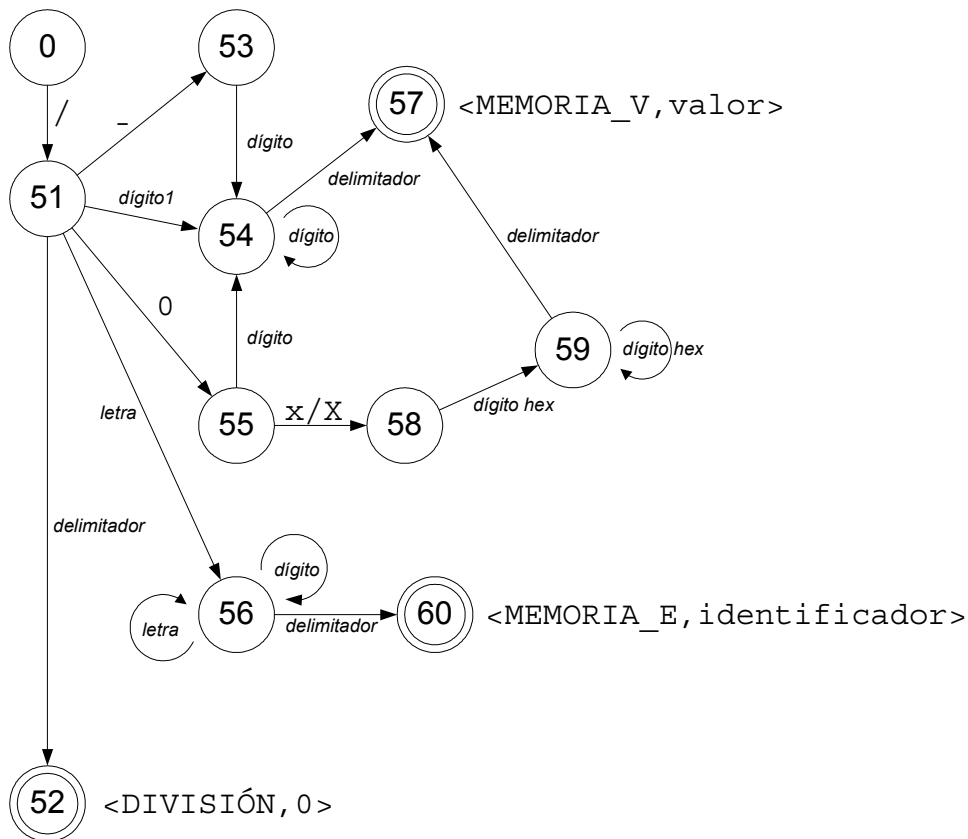 0
53
/
-
57
<MEMORIA_V,valor>
dígito
51
dígito1
delimitador
54
dígito
delimitador
0
dígito
59
dígito hex
letra
55
x/X
58
dígito hex
delimitador
dígito
56
letra
delimitador
60
<MEMORIA_E,identificador>
52
<DIVISIÓN,0>